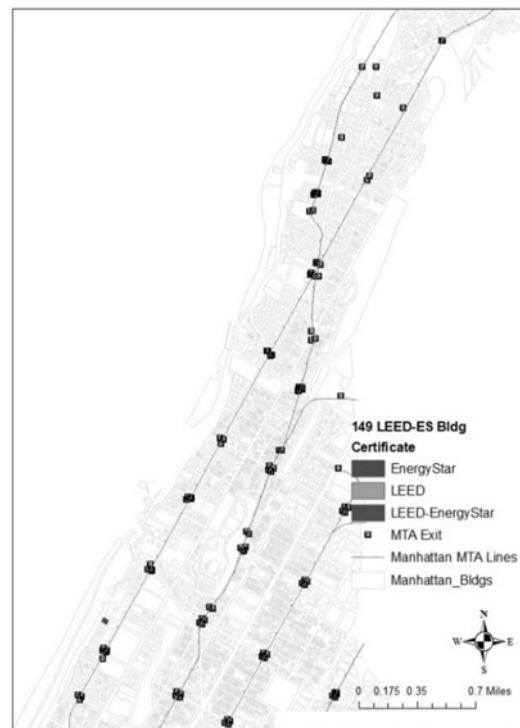 149 LEED-ES Bldg
Certificate
EnergyStar
LEED
LEED-EnergyStar
MTA Exit
Manhattan MTA Lines
Manhattan_Bldgs
N
W E
S
0 0.175 0.35 0.7 Miles